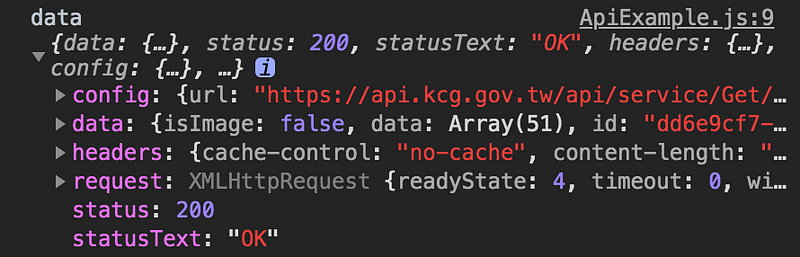 data ApiExample.js:9
{data: {…}, status: 200, statusText: "OK", headers: {…},
config: {…}, …} i
config: {url: "https://api.kcg.gov.tw/api/service/Get/…
data: {isImage: false, data: Array(51), id: "dd6e9cf7-…
headers: {cache-control: "no-cache", content-length: "…
request: XMLHttpRequest {readyState: 4, timeout: 0, wi…
status: 200
statusText: "OK"